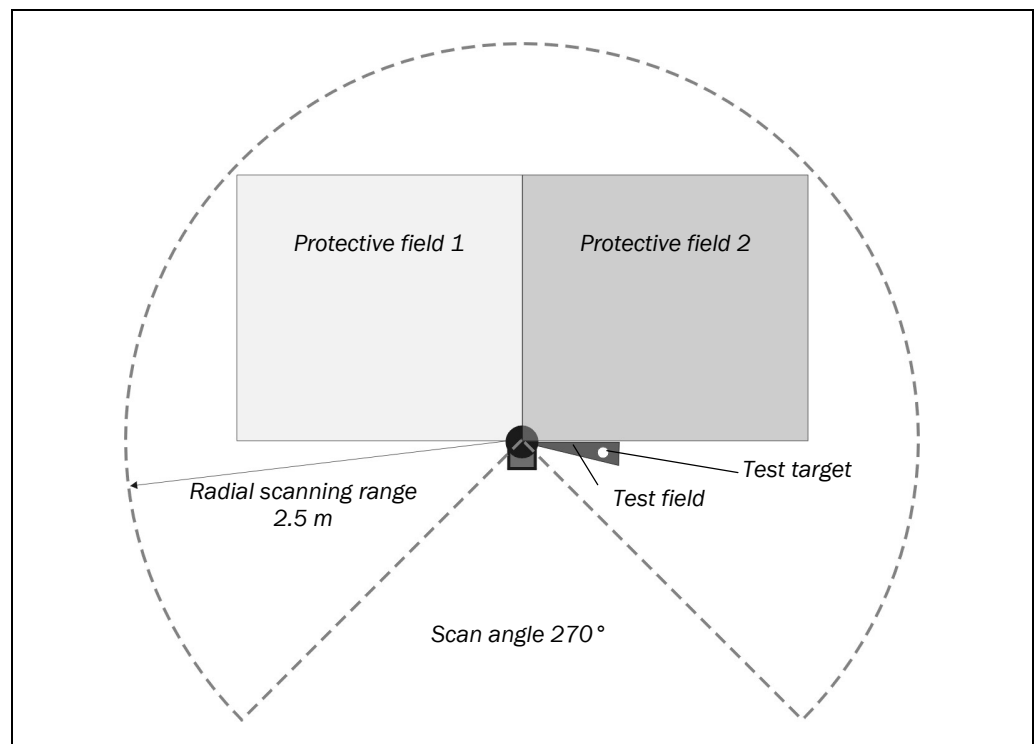 Protective field 1
Protective field 2
Test target
Radial scanning range
2.5 m
Test field
Scan angle 270°